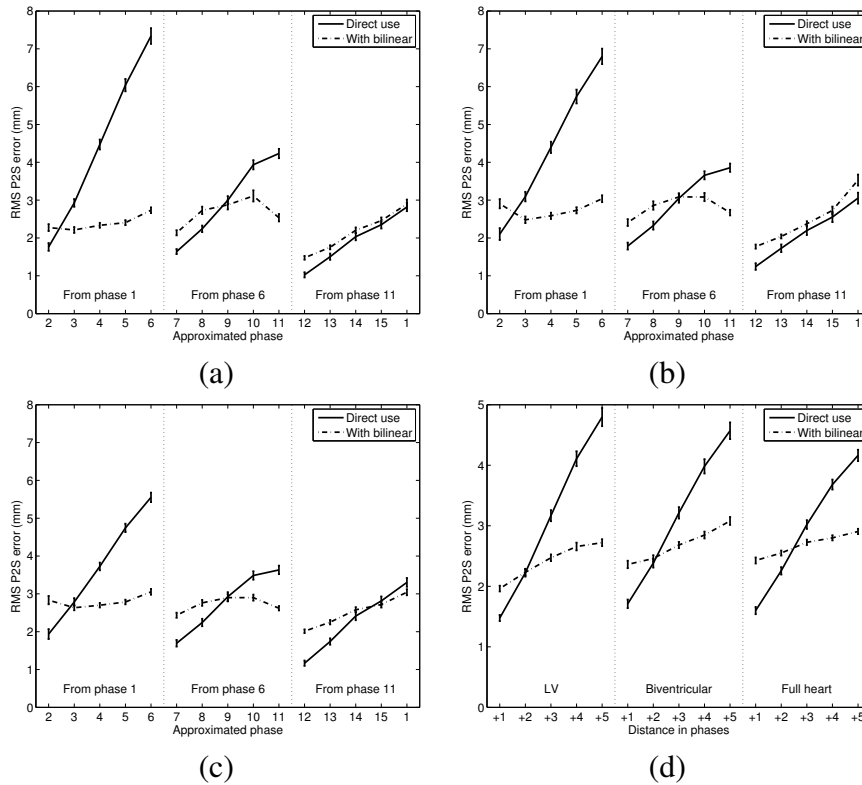 8
7
6
5
4
3
2
1
0
RMS P2S error (mm)
Direct use
With bilinear
From phase 1 From phase 6 From phase 11
2 3 4 5 6 7 8 9 10 11 12 13 14 15 1
Approximated phase
(a)
8
7
6
5
4
3
2
1
0
RMS P2S error (mm)
Direct use
With bilinear
From phase 1 From phase 6 From phase 11
2 3 4 5 6 7 8 9 10 11 12 13 14 15 1
Approximated phase
(b)
8
7
6
5
4
3
2
1
0
RMS P2S error (mm)
Direct use
With bilinear
From phase 1 From phase 6 From phase 11
2 3 4 5 6 7 8 9 10 11 12 13 14 15 1
Approximated phase
(c)
5
4
3
2
1
0
RMS P2S error (mm)
Direct use
With bilinear
LV Biventricular Full heart
+1 +2 +3 +4 +5 +1 +2 +3 +4 +5 +1 +2 +3 +4 +5
Distance in phases
(d)